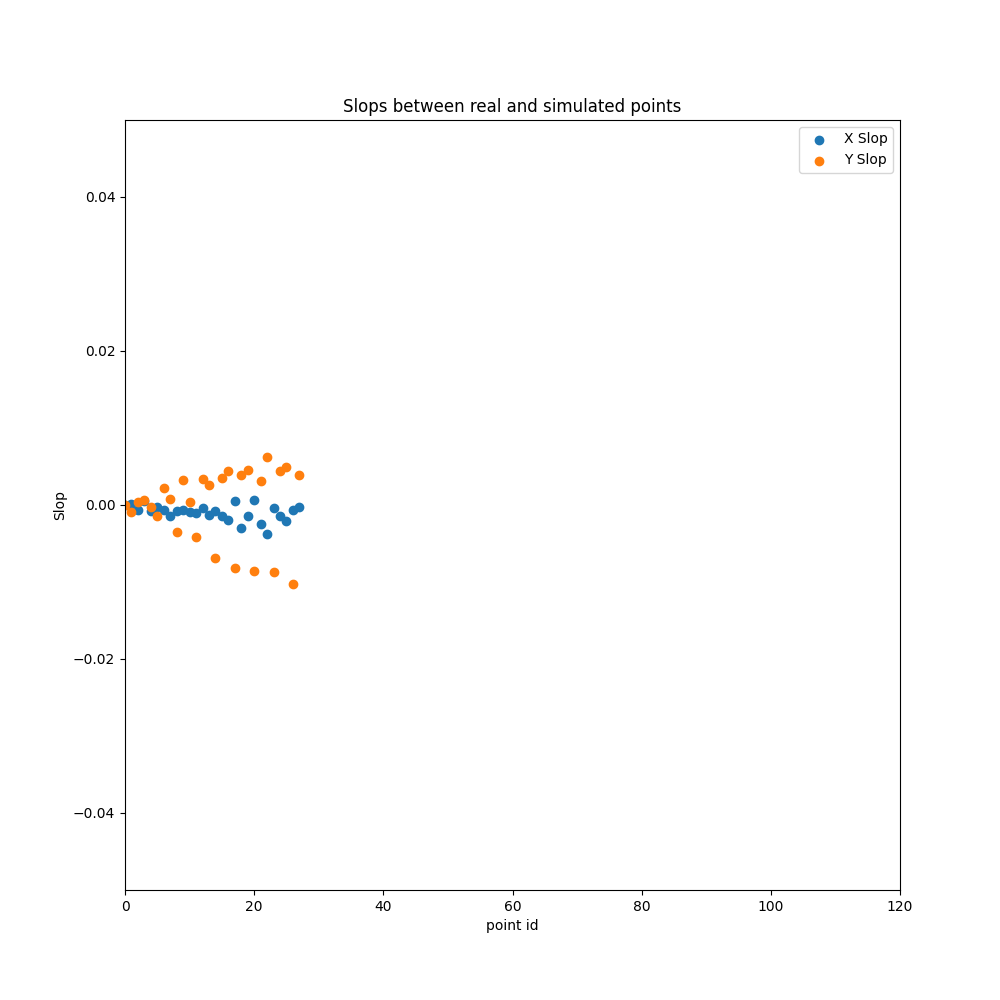 Slops between real and simulated points
X Slop
Y Slop
0.04
0.02
0.00
−0.02
−0.04
Slop
0 20 40 60 80 100 120
point id